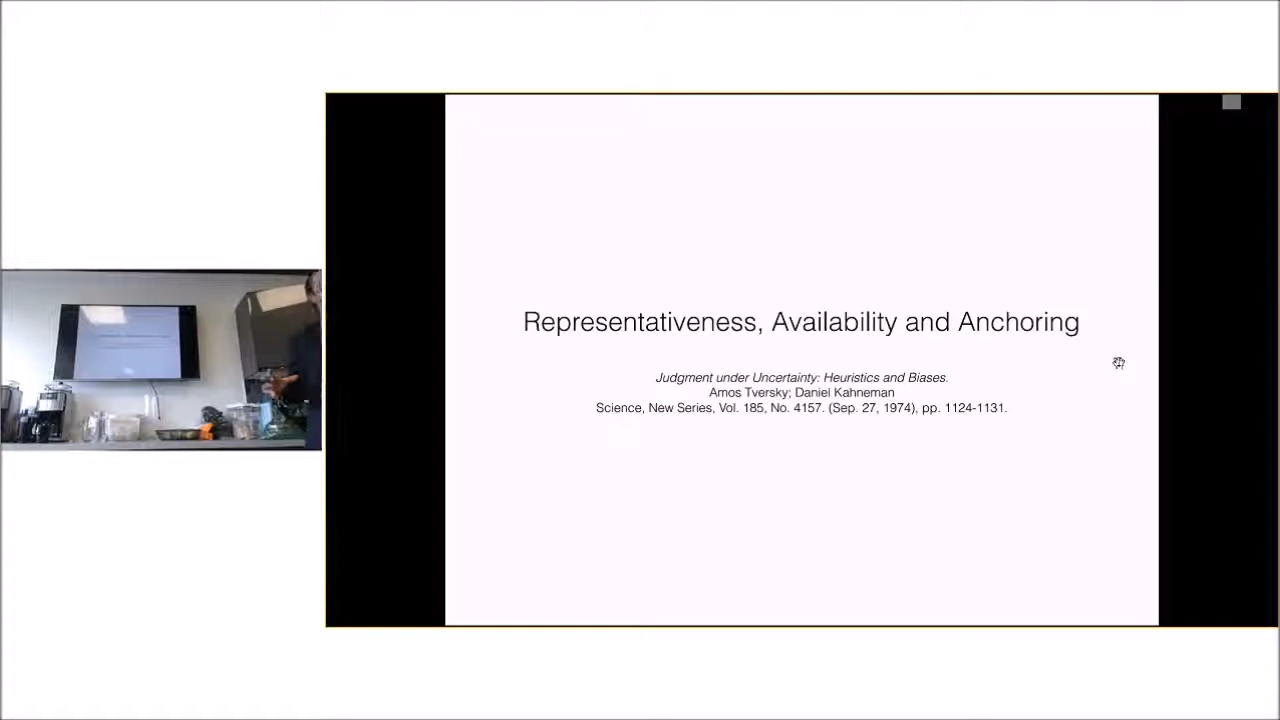 Representativeness, Availability and Anchoring
Judgment under Uncertainty: Heuristics and Biases.
Amos Tversky; Daniel Kahneman
Science, New Series, Vol. 185, No. 4157. (Sep. 27, 1974), pp. 1124-1131.